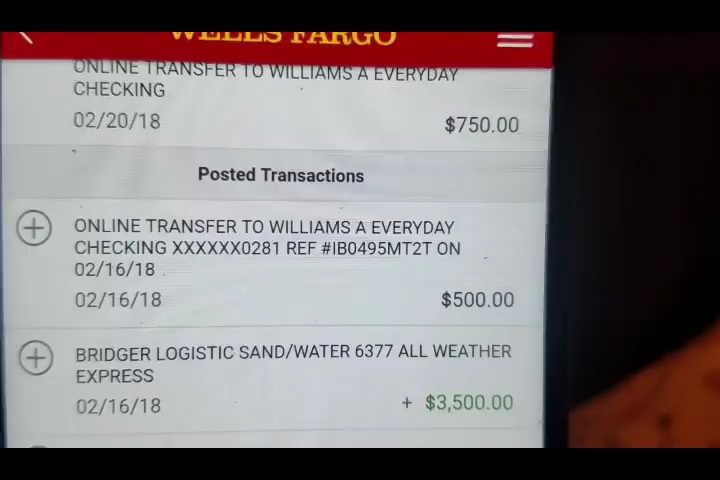 WELLS FARGO
ONLINE TRANSFER TO WILLIAMS A EVERYDAY
CHECKING
02/20/18
$750.00
Posted Transactions
ONLINE TRANSFER TO WILLIAMS A EVERYDAY
CHECKING XXXXXX0281 REF #IB0495MT2T ON
02/16/18
02/16/18
$500.00
BRIDGER LOGISTIC SAND/WATER 6377 ALL WEATHER
EXPRESS
02/16/18
+ $3,500.00